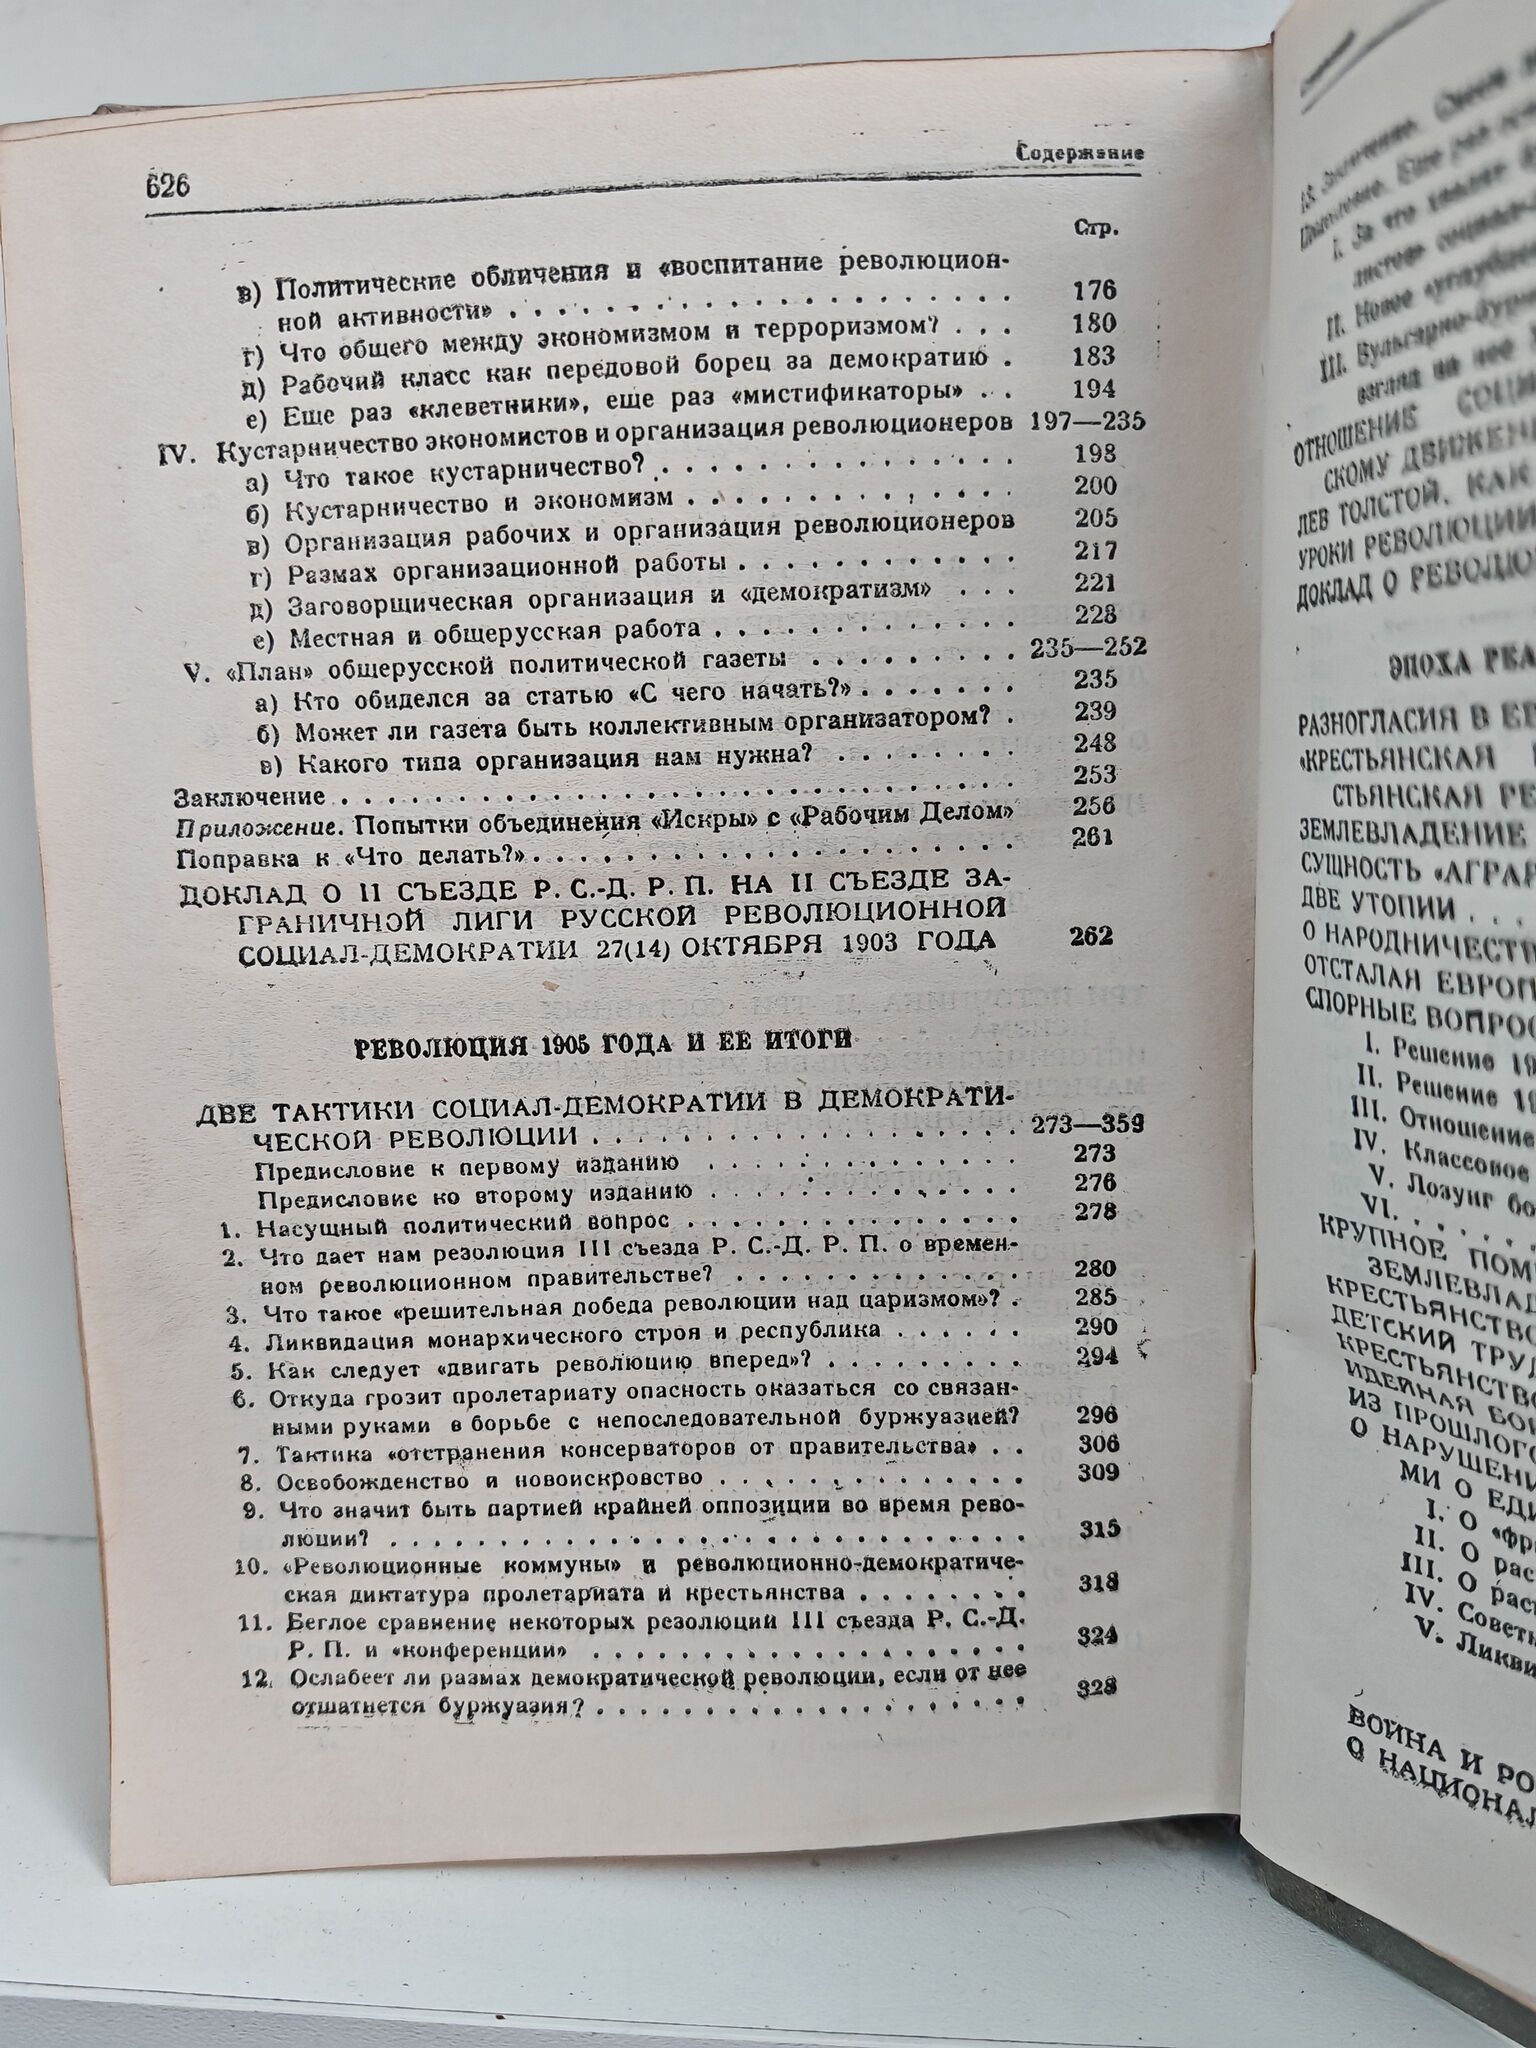 626
Содержание
Стр.
в) Политические обличения и «воспитание революцион-
ной активности» . . . . . . . . . . . . . . . . . 176
г) Что общего между экономизмом и терроризмом? . . . 180
д) Рабочий класс как передовой борец за демократию . 183
е) Еще раз «клеветники», еще раз «мистификаторы» . . 194
IV. Кустарничество экономистов и организация революционеров 197—235
а) Что такое кустарничество? . . . . . . . . . . . . 198
б) Кустарничество и экономизм . . . . . . . . . . . 200
в) Организация рабочих и организация революционеров 205
г) Размах организационной работы . . . . . . . . . 217
д) Заговорщическая организация и «демократизм» . . . 221
е) Местная и общерусская работа . . . . . . . . . . 228
V. «План» общерусской политической газеты . . . . . . . . 235—252
а) Кто обиделся за статью «С чего начать?» . . . . . . 235
б) Может ли газета быть коллективным организатором? . 239
в) Какого типа организация нам нужна? . . . . . . . 248
Заключение . . . . . . . . . . . . . . . . . . . . . . . 253
Приложение. Попытки объединения «Искры» с «Рабочим Делом» 256
Поправка к «Что делать?» . . . . . . . . . . . . . . . . 261
ДОКЛАД О II СЪЕЗДЕ Р. С.-Д. Р. П. НА II СЪЕЗДЕ ЗА-
ГРАНИЧНОЙ ЛИГИ РУССКОЙ РЕВОЛЮЦИОННОЙ
СОЦИАЛ-ДЕМОКРАТИИ 27(14) ОКТЯБРЯ 1903 ГОДА 262
РЕВОЛЮЦИЯ 1905 ГОДА И ЕЕ ИТОГИ
ДВЕ ТАКТИКИ СОЦИАЛ-ДЕМОКРАТИИ В ДЕМОКРАТИ-
ЧЕСКОЙ РЕВОЛЮЦИИ . . . . . . . . . . . . . . . . 273—359
Предисловие к первому изданию . . . . . . . . . . . . 273
Предисловие ко второму изданию . . . . . . . . . . . 276
1. Насущный политический вопрос . . . . . . . . . . . . 278
2. Что дает нам резолюция III съезда Р. С.-Д. Р. П. о времен-
ном революционном правительстве? . . . . . . . . . . . 280
3. Что такое «решительная победа революции над царизмом»? . 285
4. Ликвидация монархического строя и республика . . . . . 290
5. Как следует «двигать революцию вперед»? . . . . . . . . 294
6. Откуда грозит пролетариату опасность оказаться со связан-
ными руками в борьбе с непоследовательной буржуазией? 296
7. Тактика «отстранения консерваторов от правительства» . . 306
8. Освобожденство и новоискровство . . . . . . . . . . . 309
9. Что значит быть партией крайней оппозиции во время рево-
люции? . . . . . . . . . . . . . . . . . . . . . . . 315
10. «Революционные коммуны» и революционно-демократиче-
ская диктатура пролетариата и крестьянства . . . . . . . 318
11. Беглое сравнение некоторых резолюций III съезда Р. С.-Д.
Р. П. и «конференции» . . . . . . . . . . . . . . . . 324
12. Ослабеет ли размах демократической революции, если от нее
отшатнется буржуазия? . . . . . . . . . . . . . . . . 328
ОТНОШЕНИЕ
СКОМУ
ЛЕВ ТОЛСТОЙ, КАК
УРОКИ РЕВОЛЮЦИИ
ДОКЛАД О
ЭПОХА
РАЗНОГЛАСИЯ В
«КРЕСТЬЯНСКАЯ
СТЬЯНСКАЯ
ЗЕМЛЕВЛАДЕНИЕ
СУЩНОСТЬ
ДВЕ УТОПИИ . . .
О
ОТСТАЛАЯ
СПОРНЫЕ
I. Решение
II. Решение
III. Отношение
IV. Классовое
V. Лозунг
VI. . . . . .
КРУПНОЕ
ДЕТСКИЙ
ИДЕЙНАЯ
ИЗ
О
МИ О
I. О
II. О
III. О
IV.
V.
ВОЙНА И
О